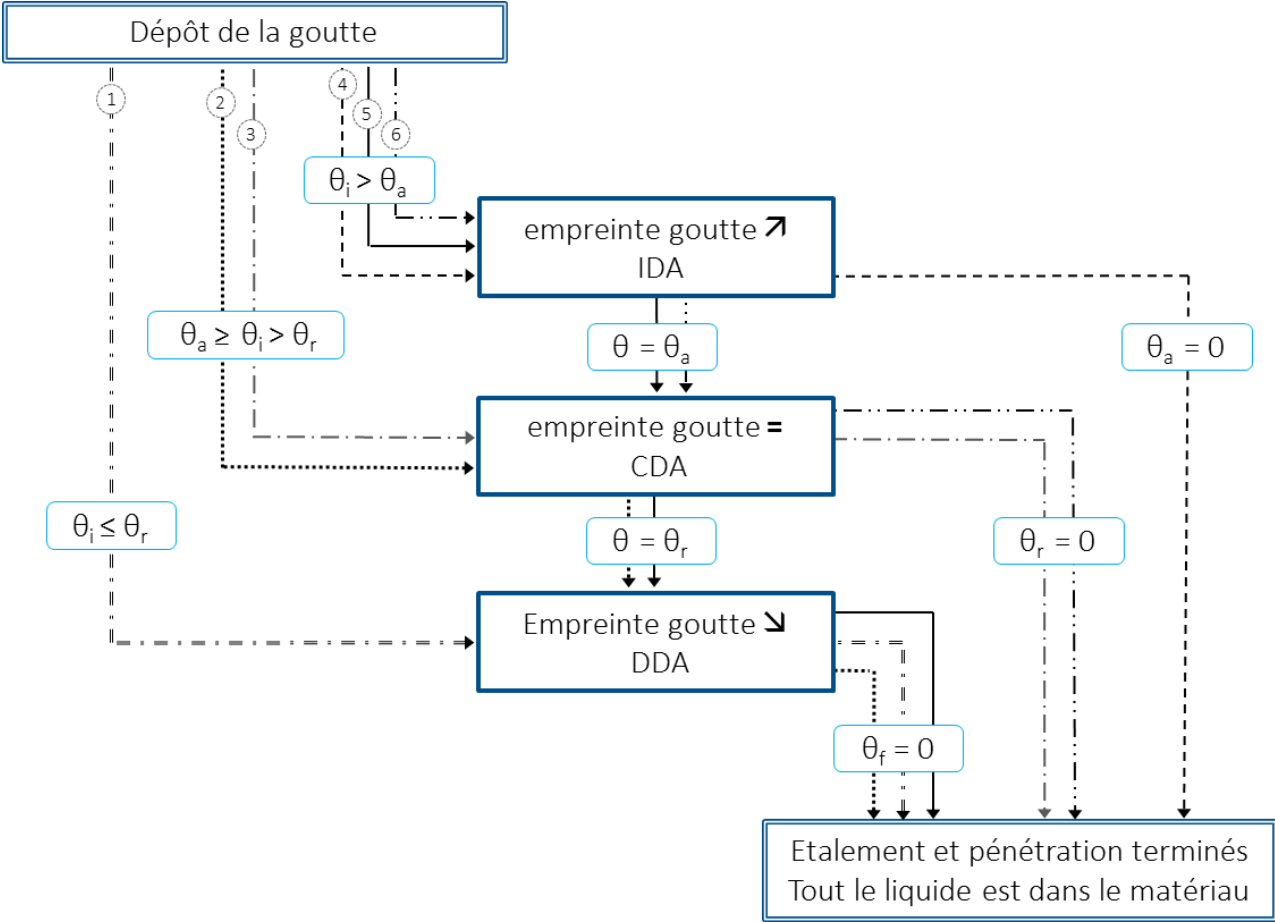 Dépôt de la goutte
1
2
3
4
5
6
θi > θa
empreinte goutte ↗
IDA
θa ≥ θi > θr
θ = θa
θa = 0
empreinte goutte =
CDA
θi ≤ θr
θ = θr
θr = 0
Empreinte goutte ↘
DDA
θf = 0
Etalement et pénétration terminés
Tout le liquide est dans le matériau